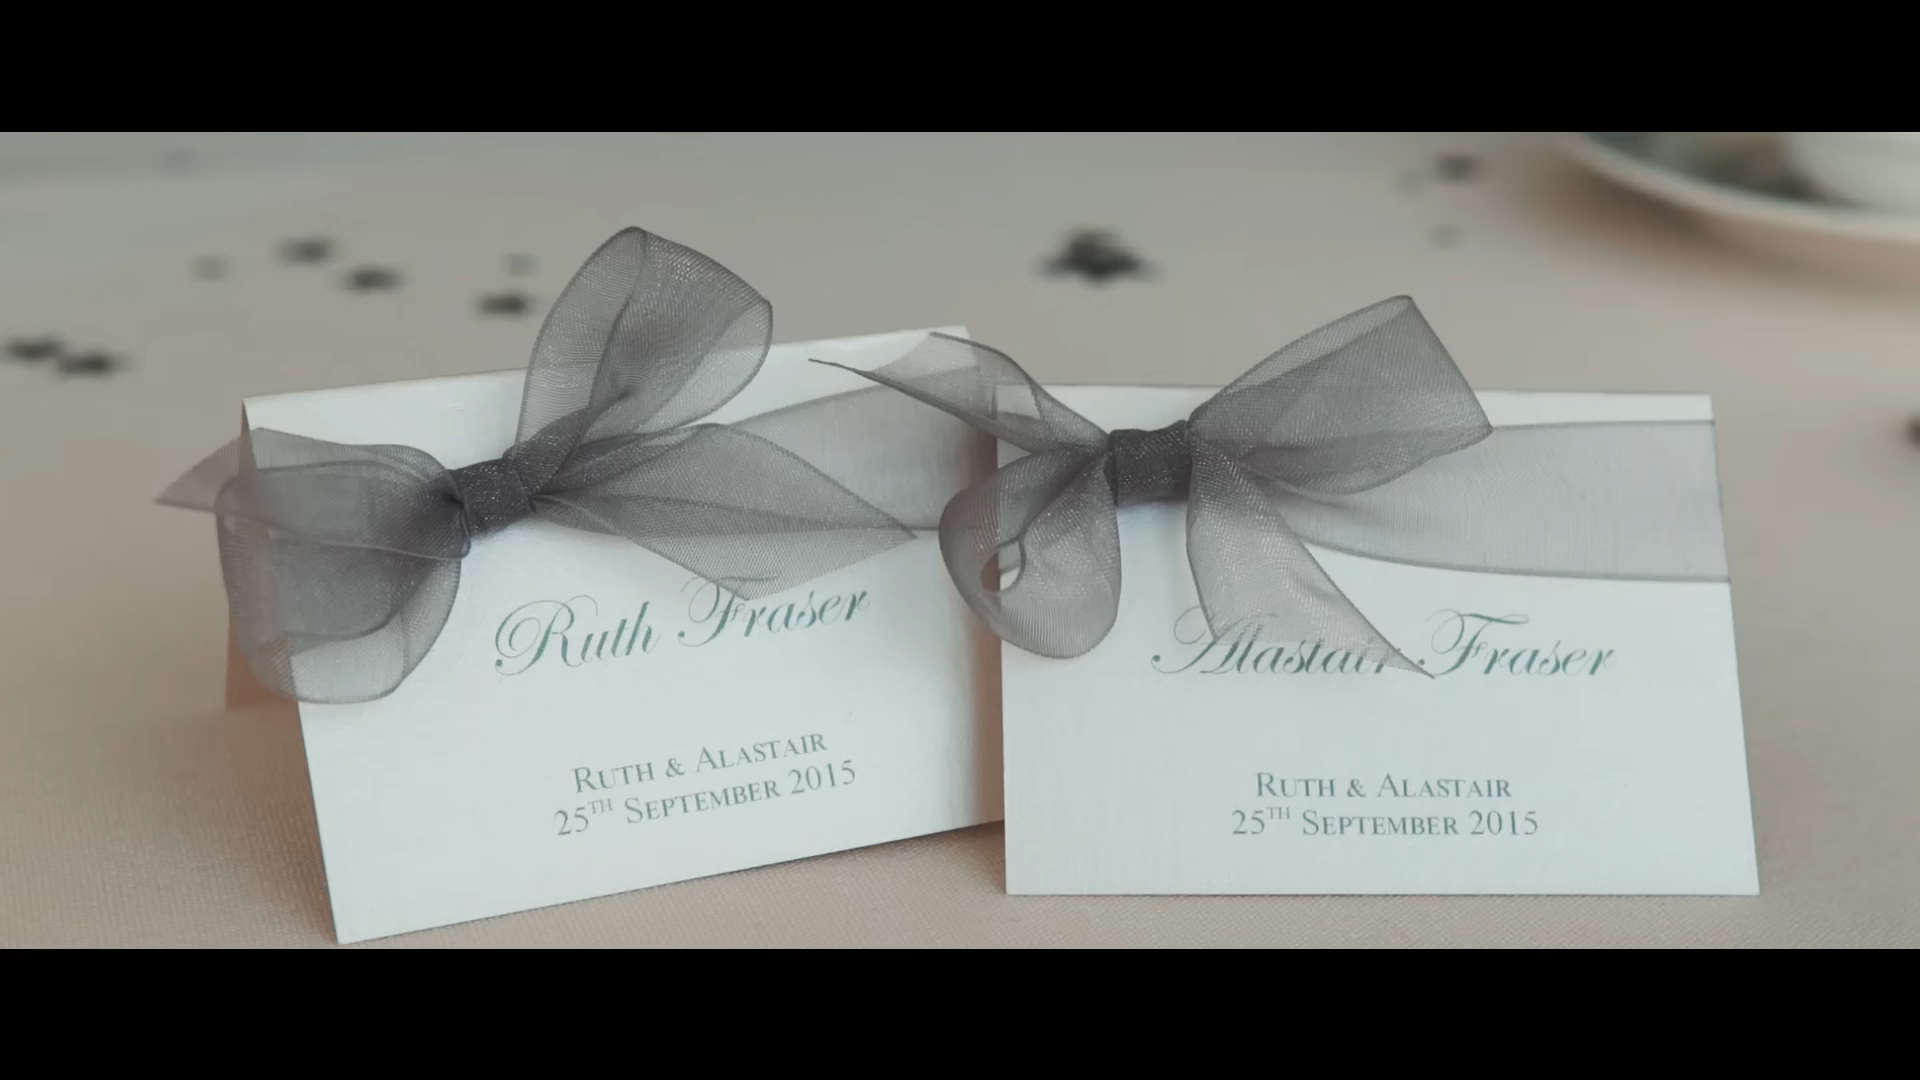 Ruth Fraser
RUTH & ALASTAIR
25TH SEPTEMBER 2015
Alastair Fraser
RUTH & ALASTAIR
25TH SEPTEMBER 2015